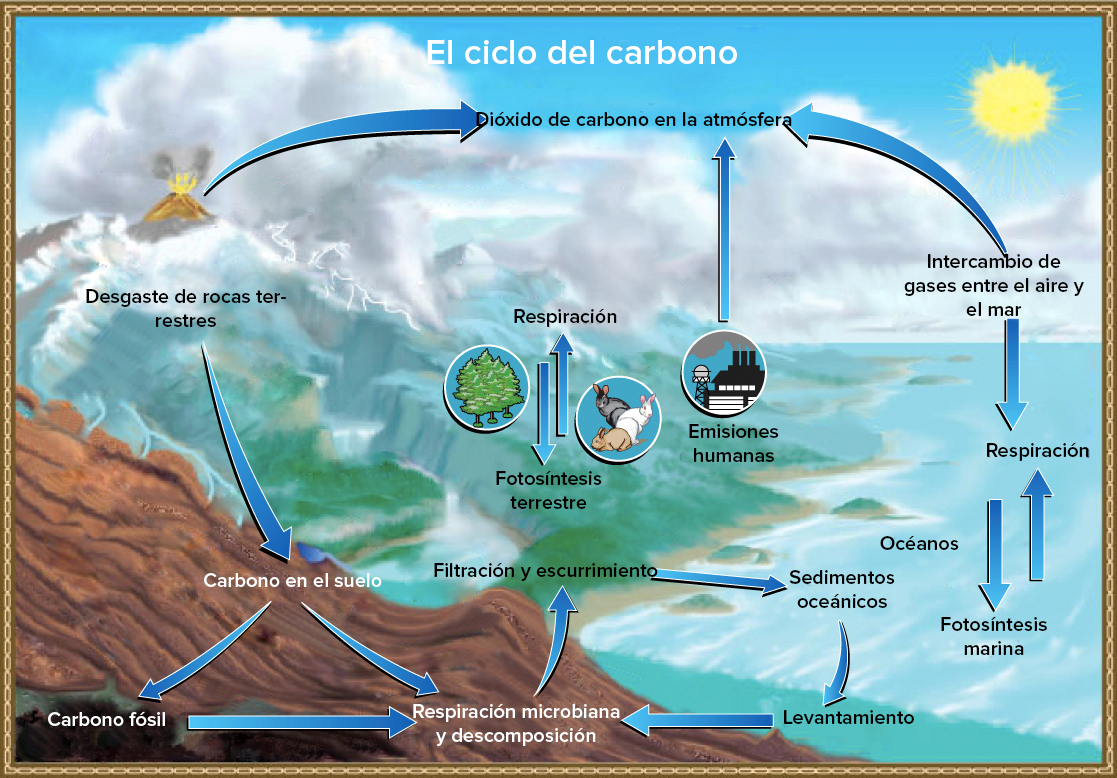 El ciclo del carbono
Dióxido de carbono en la atmósfera
Intercambio de
gases entre el aire y
el mar
Desgaste de rocas ter-
restres
Respiración
Emisiones
humanas
Respiración
Fotosíntesis
terrestre
Océanos
Filtración y escurrimiento
Sedimentos
oceánicos
Carbono en el suelo
Fotosíntesis
marina
Carbono fósil
Respiración microbiana
y descomposición
Levantamiento